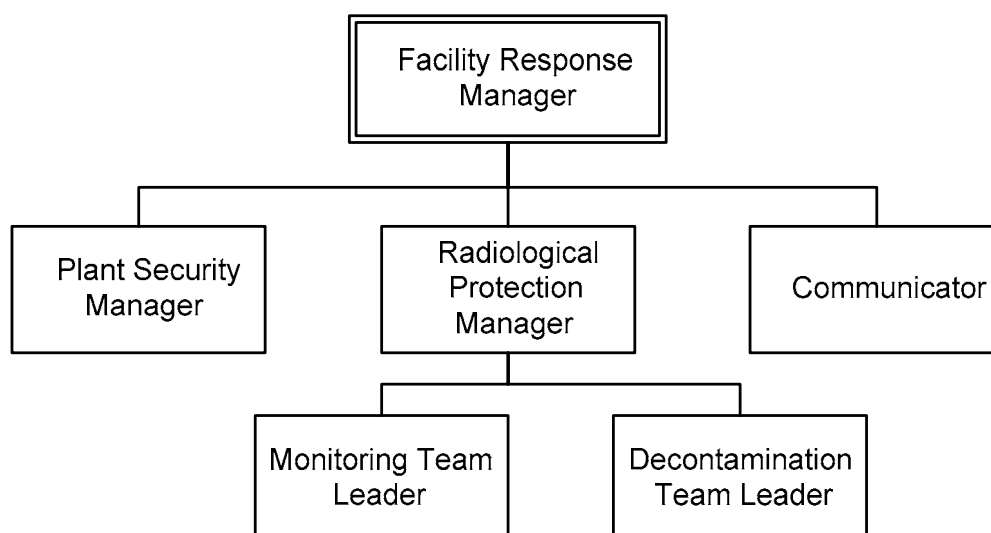 Facility Response
Manager
Plant Security
Manager
Radiological
Protection
Manager
Communicator
Monitoring Team
Leader
Decontamination
Team Leader